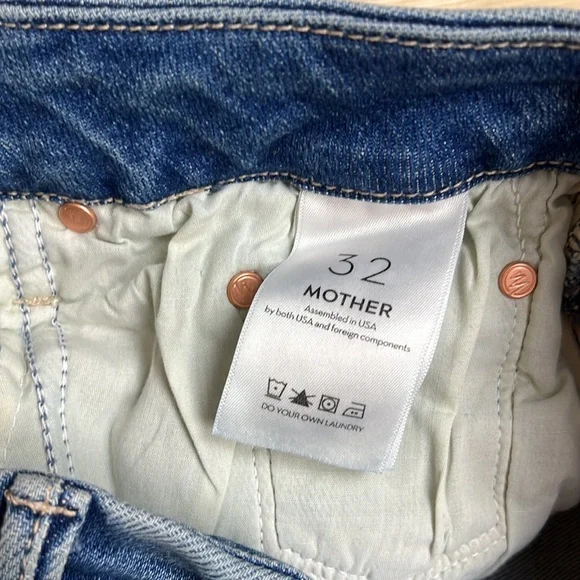 32
MOTHER
Assembled in USA
by both USA and foreign components
DO YOUR OWN LAUNDRY